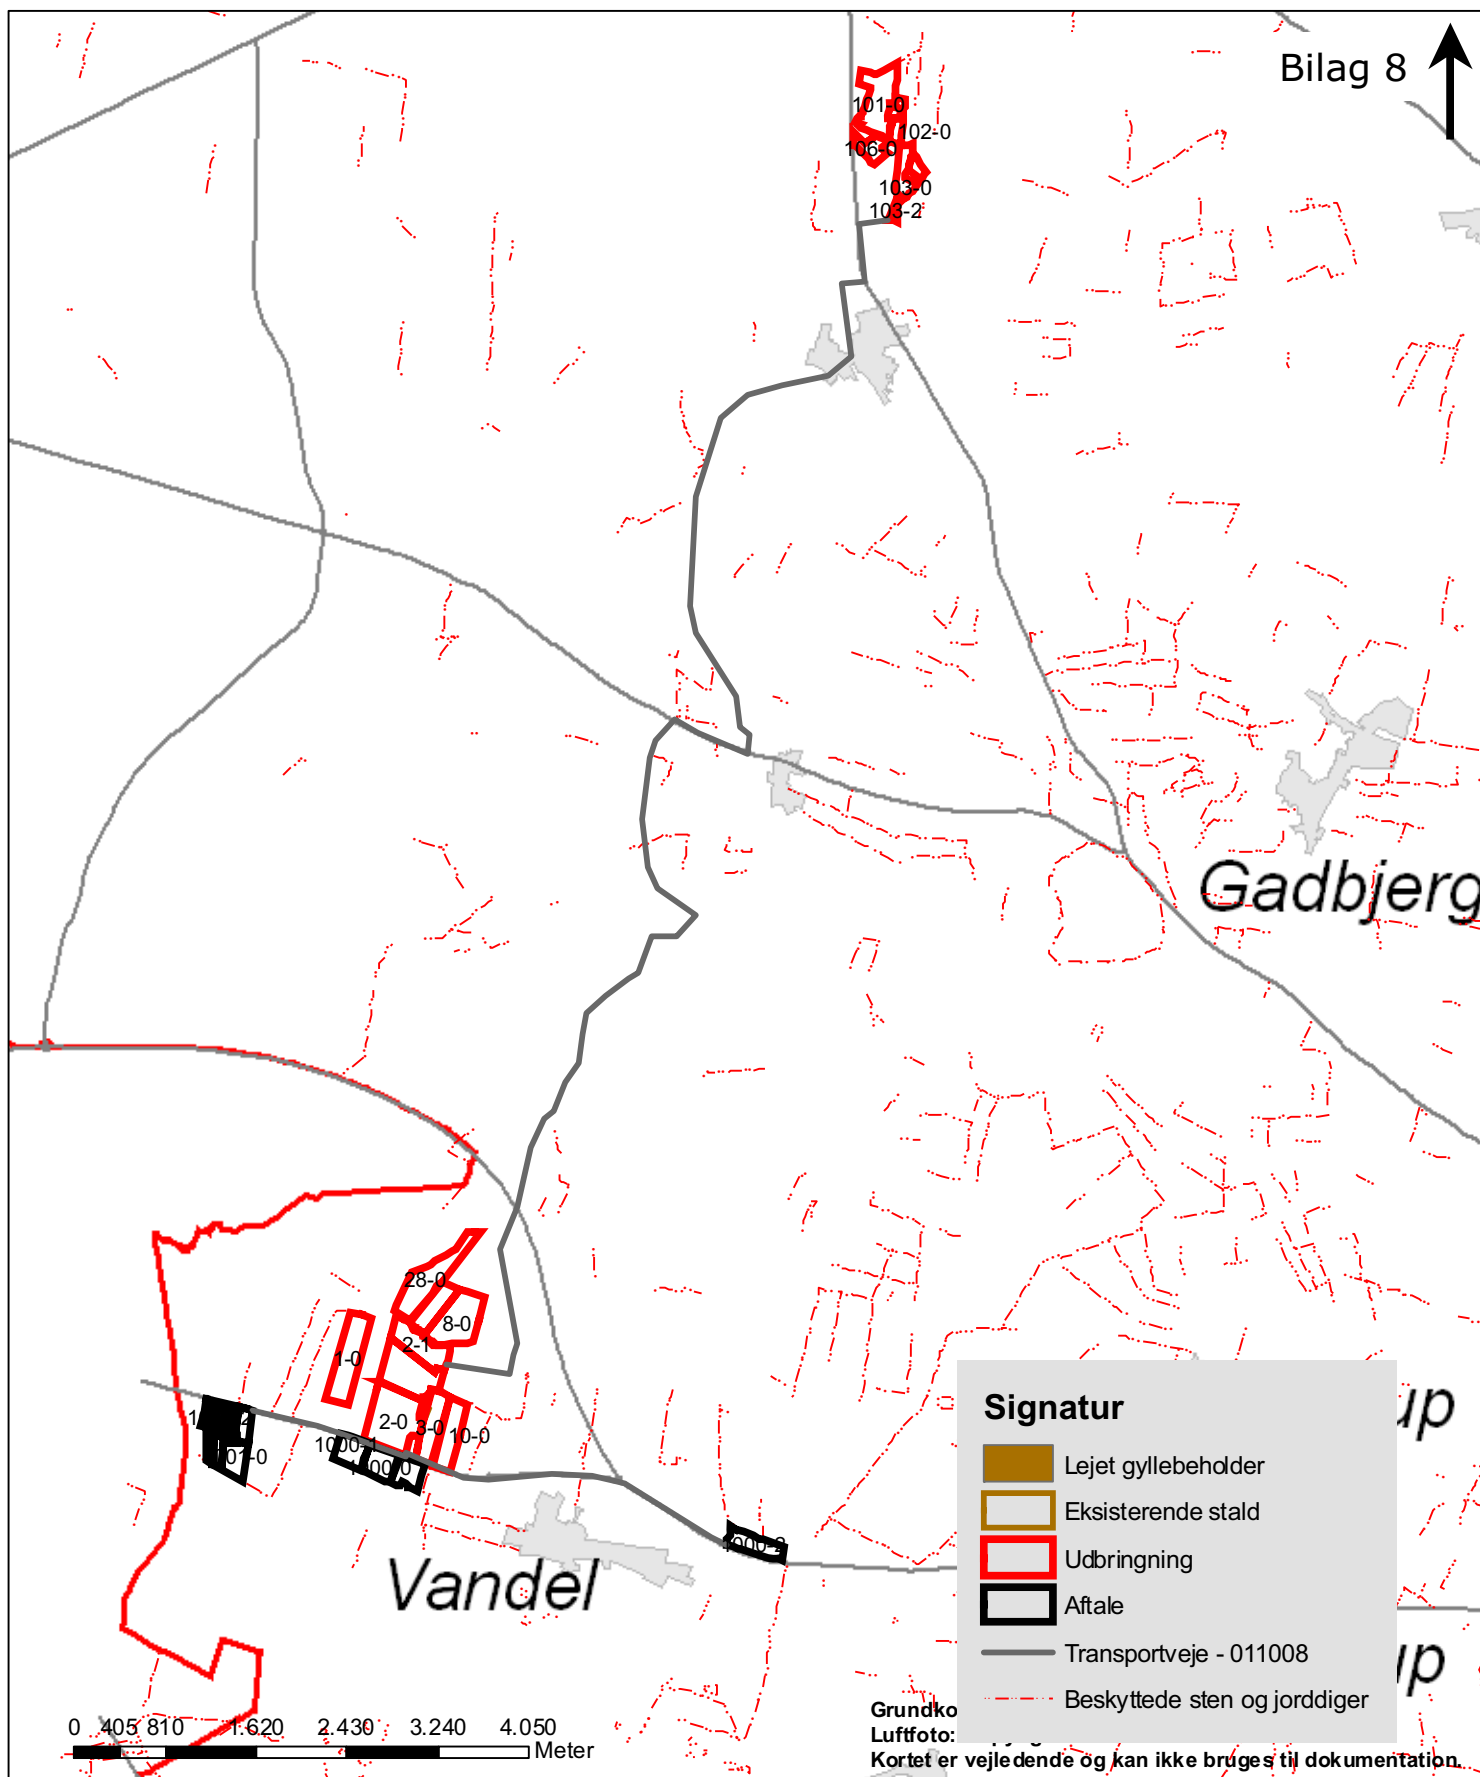 Bilag 8
101-0
102-0
106-0
103-0
103-2
Gadbjerg
28-0
8-0
2-1
1-0
2-0
3-0
10-0
1000-1
1000-2
Vandel
up
Signatur
Lejet gyllebeholder
Eksisterende stald
Udbringning
Aftale
Transportveje - 011008
Beskyttede sten og jorddiger
0 405 810 1.620 2.430 3.240 4.050
Meter
Grundko
Luftfoto:
Kortet er vejledende og kan ikke bruges til dokumentation.